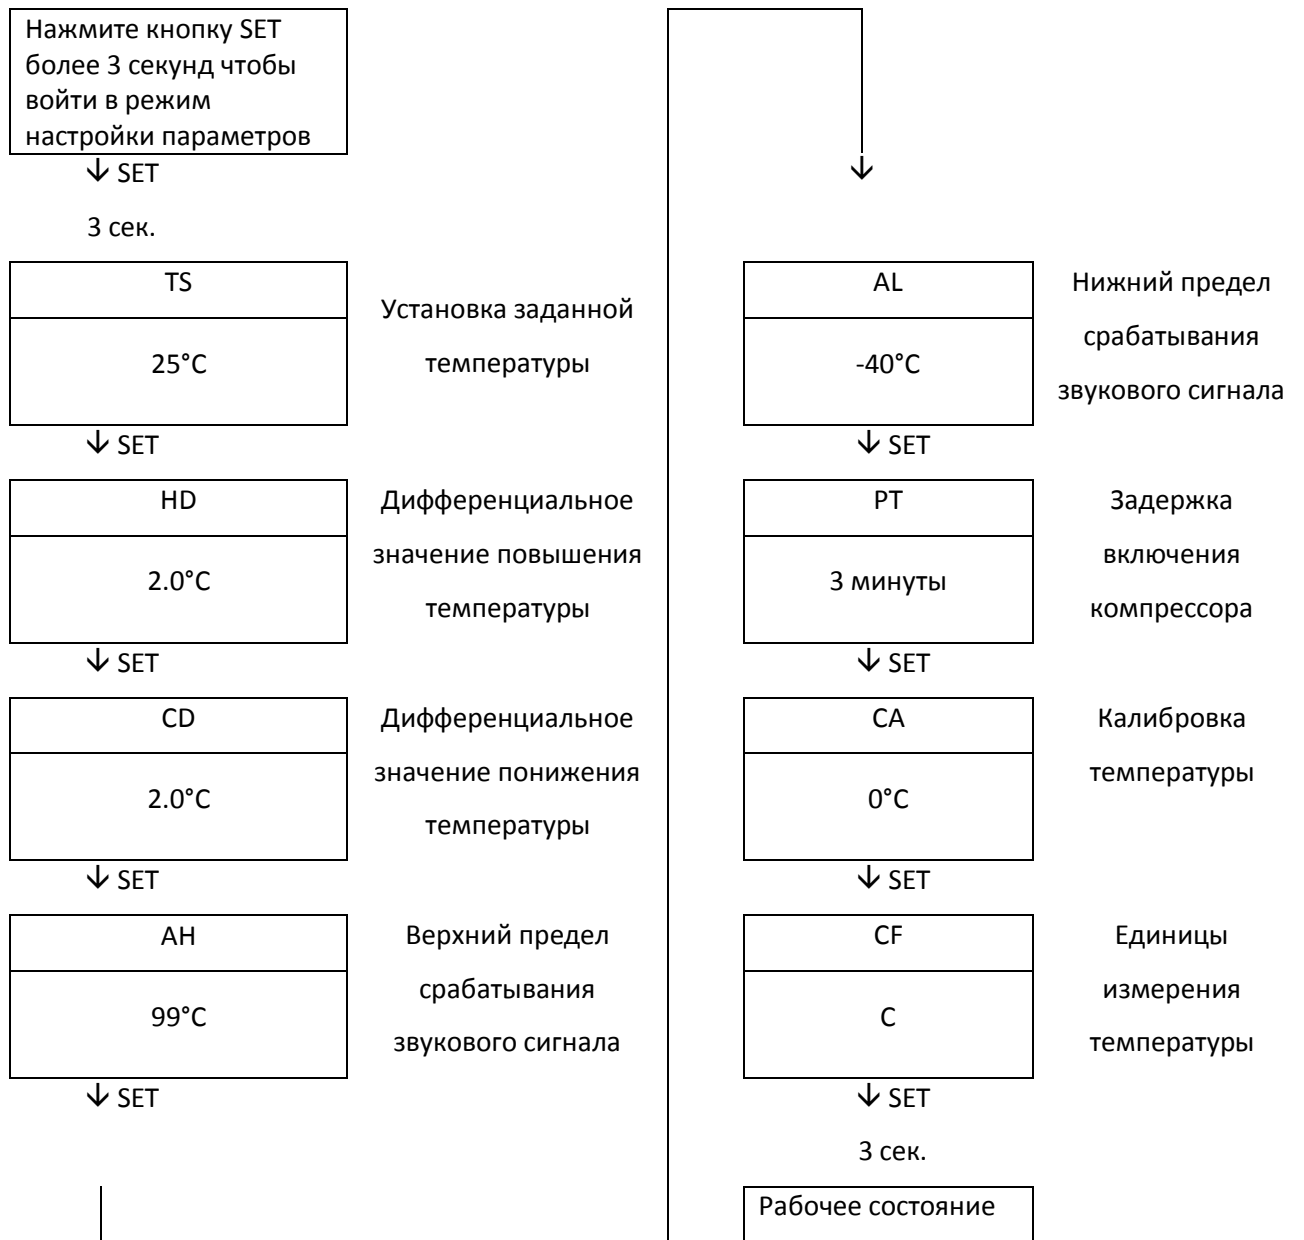 Нажмите кнопку SET
более 3 секунд чтобы
войти в режим
настройки параметров
SET
3 сек.
TS
25°C
Установка заданной
температуры
SET
HD
2.0°C
Дифференциальное
значение повышения
температуры
SET
CD
2.0°C
Дифференциальное
значение понижения
температуры
SET
AH
99°C
Верхний предел
срабатывания
звукового сигнала
SET
AL
-40°C
Нижний предел
срабатывания
звукового сигнала
SET
PT
3 минуты
Задержка
включения
компрессора
SET
CA
0°C
Калибровка
температуры
SET
CF
C
Единицы
измерения
температуры
SET
3 сек.
Рабочее состояние